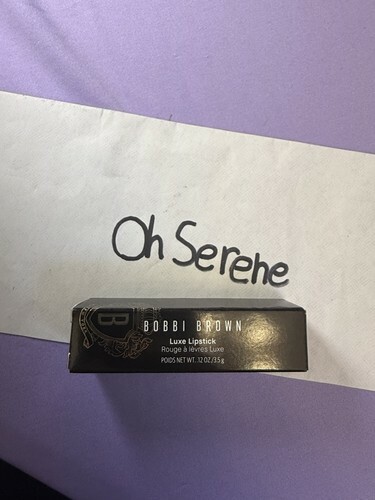 Oh Serene
B
BOBBI BROWN
Luxe Lipstick
Rouge à lèvres Luxe
POIDS NET WT. .12 OZ./3.5 g